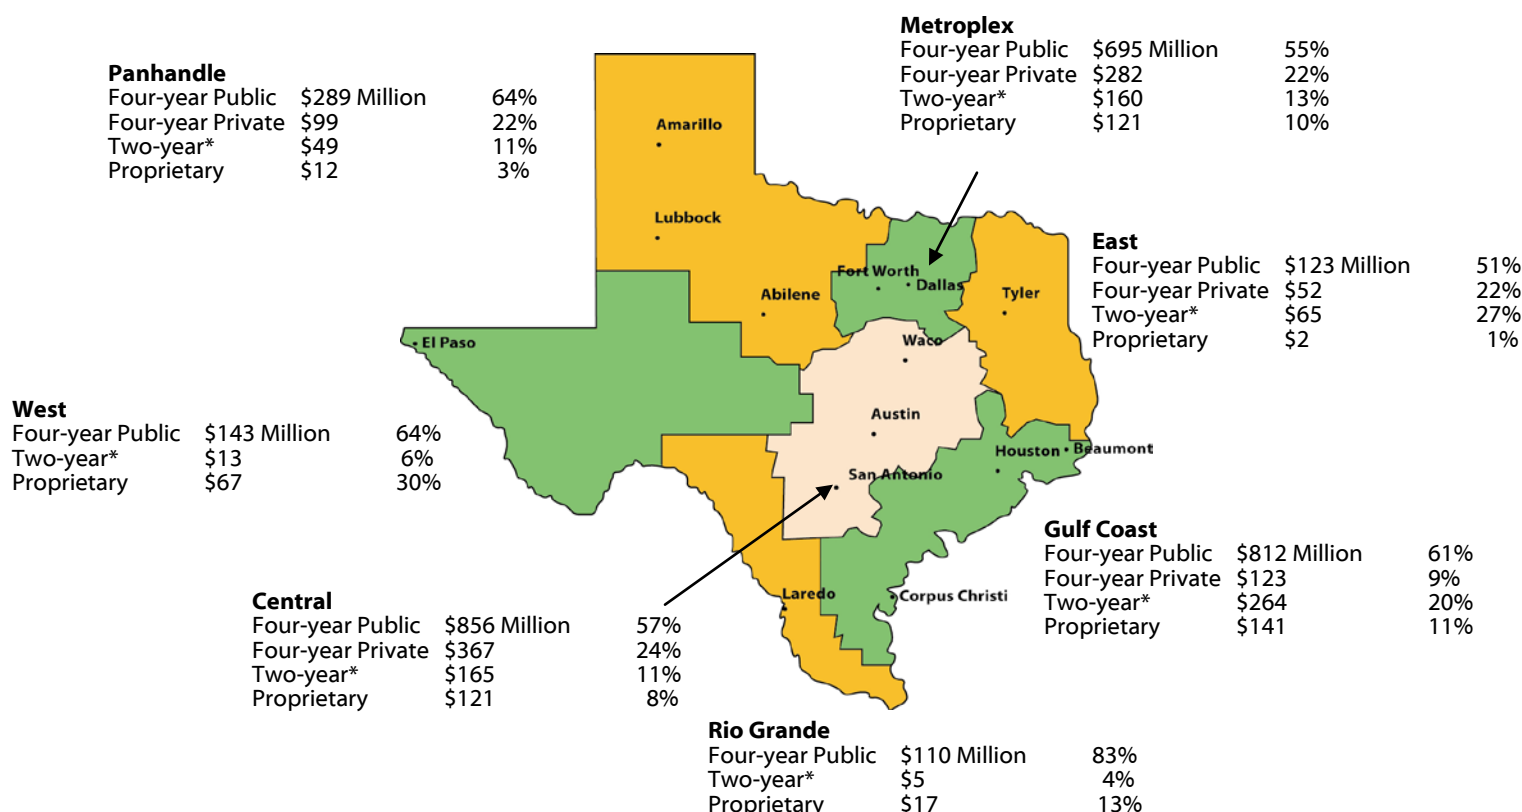 Metroplex
Four-year Public $695 Million 55%
Four-year Private $282 22%
Two-year* $160 13%
Proprietary $121 10%
Panhandle
Four-year Public $289 Million 64%
Four-year Private $99 22%
Two-year* $49 11%
Proprietary $12 3%
Amarillo
Lubbock
East
Four-year Public $123 Million 51%
Four-year Private $52 22%
Two-year* $65 27%
Proprietary $2 1%
Fort Worth
Dallas
Abilene
Tyler
El Paso
Waco
West
Four-year Public $143 Million 64%
Two-year* $13 6%
Proprietary $67 30%
Austin
Houston
Beaumont
San Antonio
Gulf Coast
Four-year Public $812 Million 61%
Four-year Private $123 9%
Two-year* $264 20%
Proprietary $141 11%
Laredo
Corpus Christi
Central
Four-year Public $856 Million 57%
Four-year Private $367 24%
Two-year* $165 11%
Proprietary $121 8%
Rio Grande
Four-year Public $110 Million 83%
Two-year* $5 4%
Proprietary $17 13%